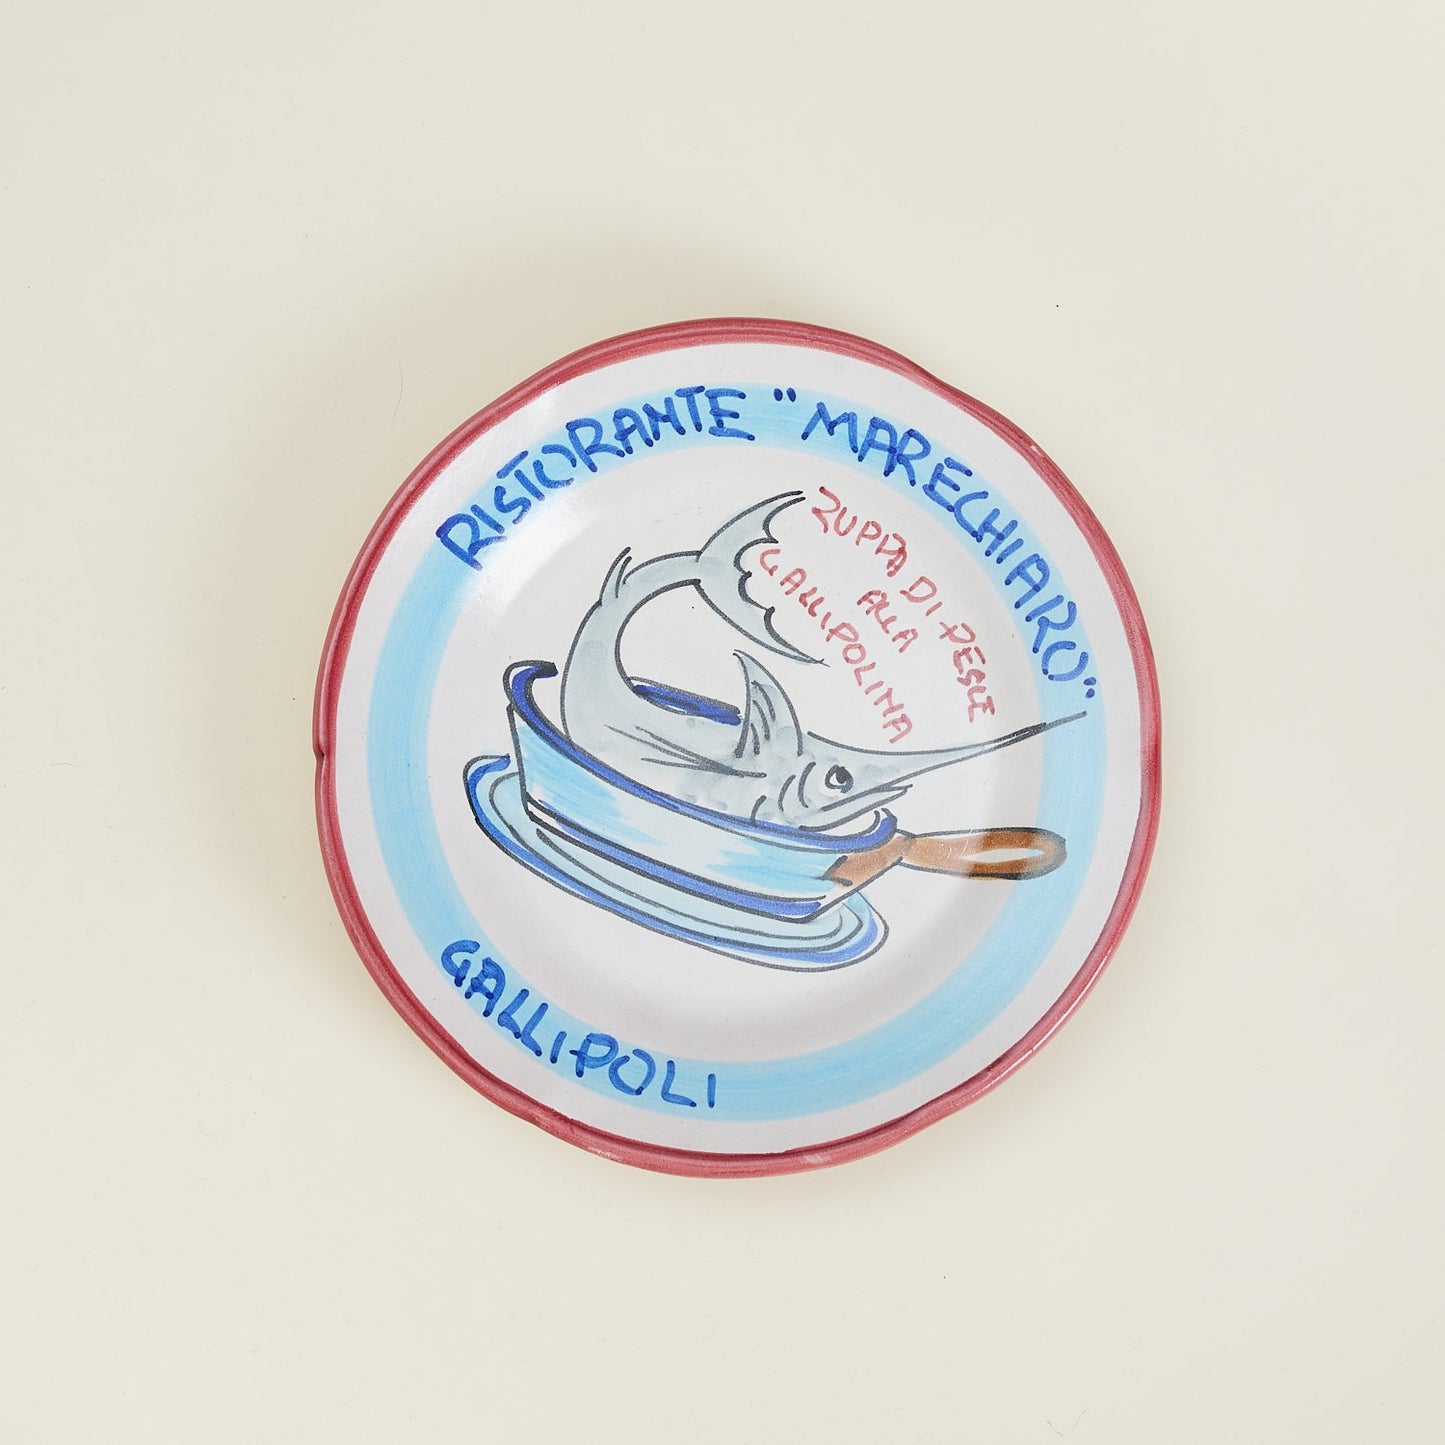 RISTORANTE "MARECHIARO"
ZUPPA DI PESCE
ALLA
GALLIPOLINA
GALLIPOLI